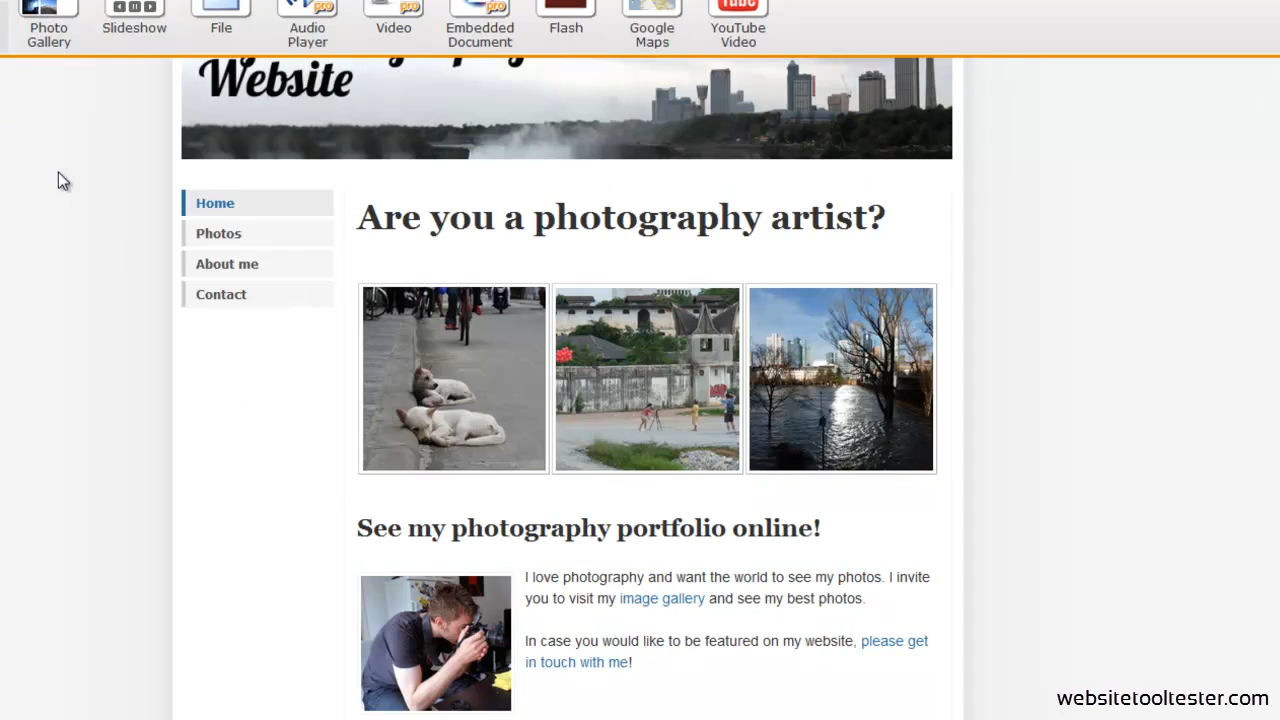 Photo
Gallery
Slideshow
File
Audio
Player
pro
Video
pro
Embedded
Document
pro
Flash
Google
Maps
YouTube
Video
Website
Home
Photos
About me
Contact
Are you a photography artist?
See my photography portfolio online!
I love photography and want the world to see my photos. I invite
you to visit my image gallery and see my best photos.
In case you would like to be featured on my website, please get
in touch with me!
websitetooltester.com